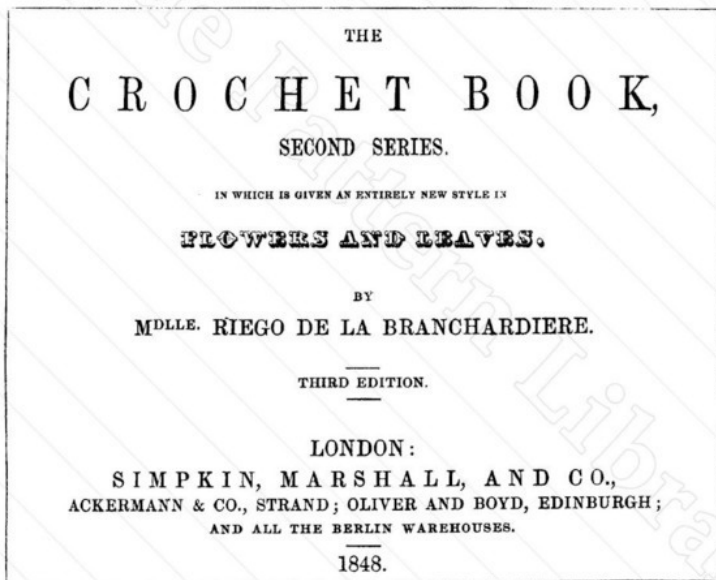 THE
CROCHET BOOK,
SECOND SERIES.
IN WHICH IS GIVEN AN ENTIRELY NEW STYLE IN
FLOWERS AND LEAVES.
BY
MDLLE. RIEGO DE LA BRANCHARDIERE.
THIRD EDITION.
LONDON:
SIMPKIN, MARSHALL, AND CO.,
ACKERMANN & CO., STRAND; OLIVER AND BOYD, EDINBURGH;
AND ALL THE BERLIN WAREHOUSES.
1848.